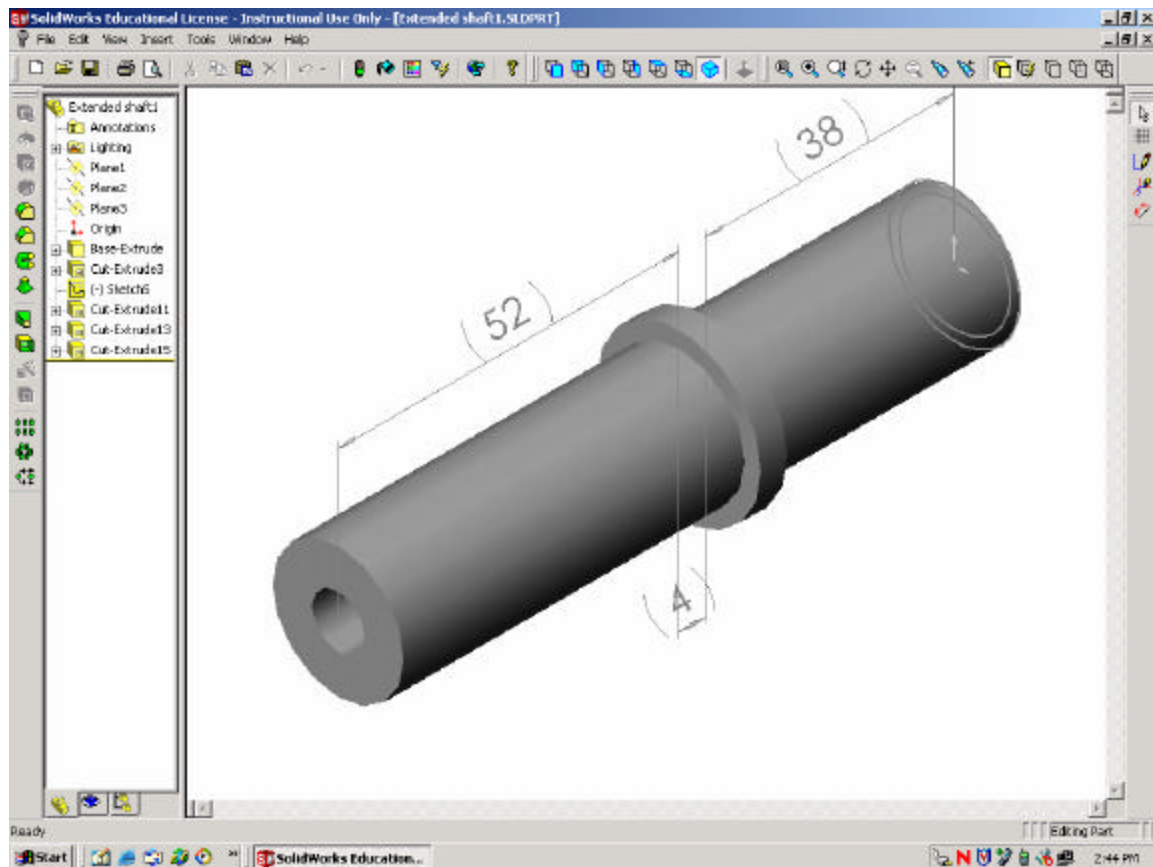 SolidWorks Educational License - Instructional Use Only - [Extended shaft1.SLDPRT]
File Edit View Insert Tools Window Help
Extended shaft1
Annotations
Lighting
Plane1
Plane2
Plane3
Origin
Base-Extrude
Cut-Extrude3
(-) Sketch6
Cut-Extrude11
Cut-Extrude13
Cut-Extrude15
(38)
(52)
(4)
Ready
Editing Part
Start
SolidWorks Education...
2:44 PM